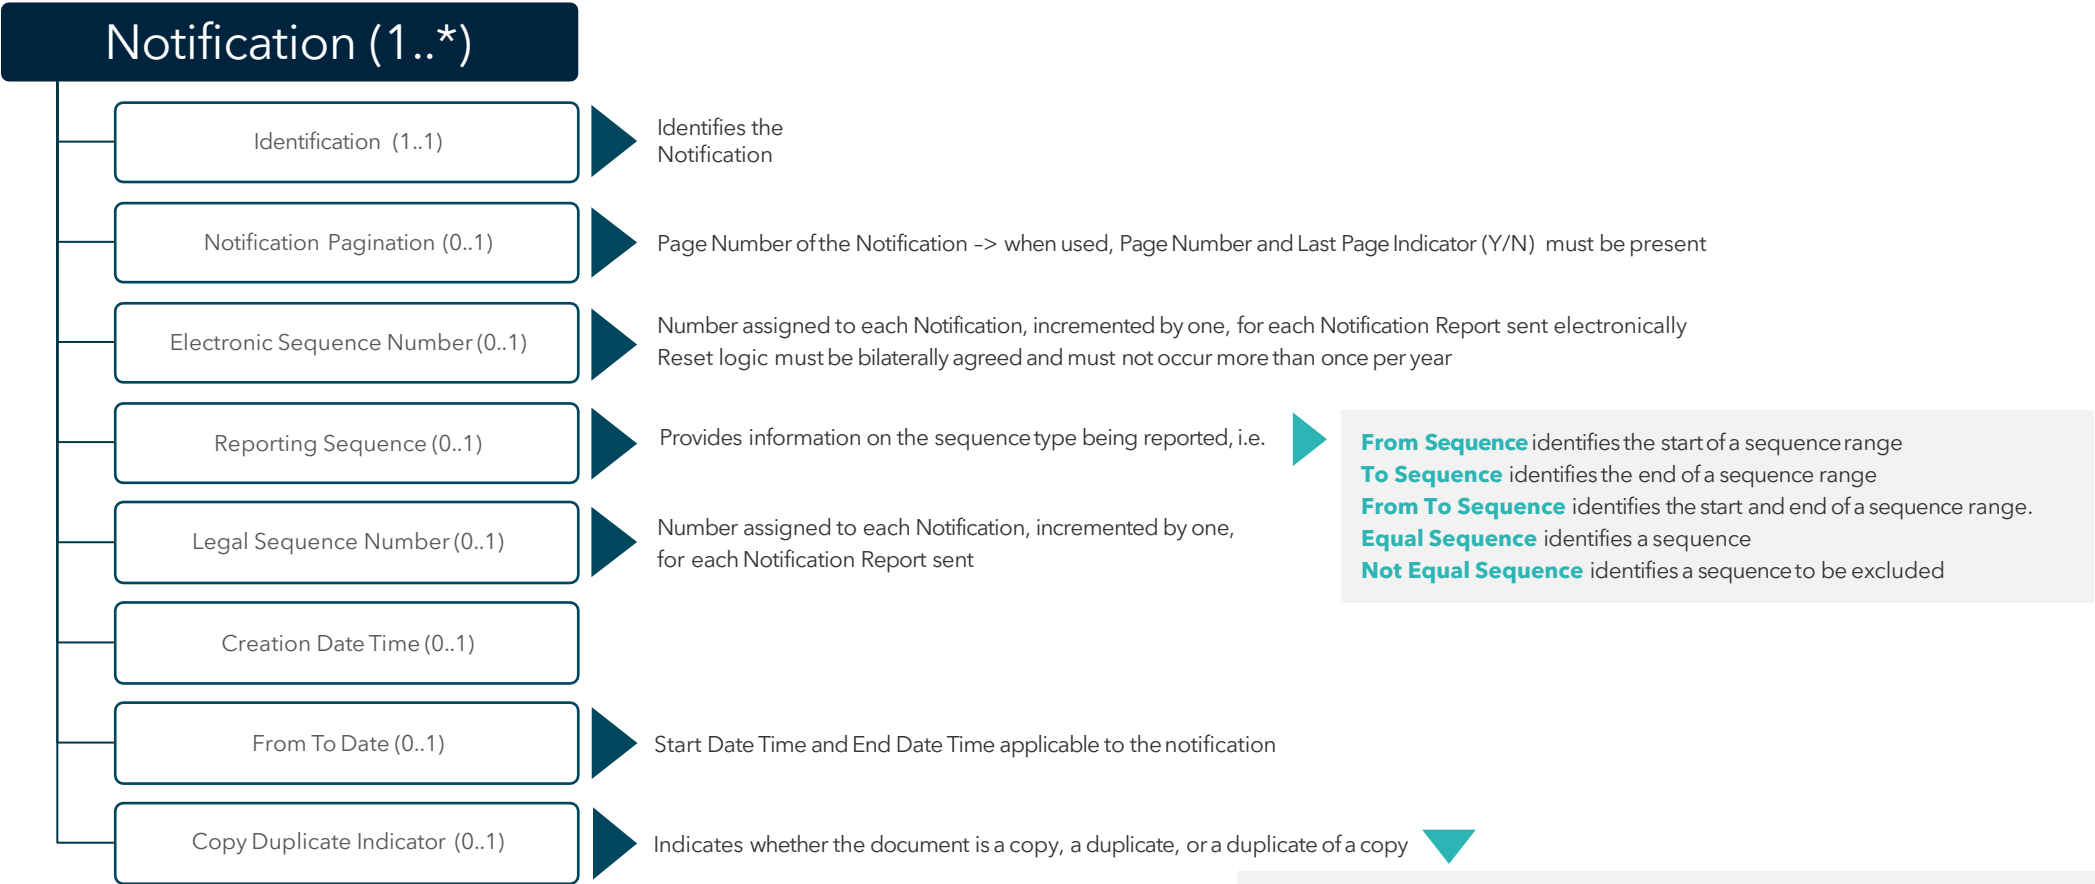 Notification (1..*)
Identification (1..1)
Identifies the
Notification
Notification Pagination (0..1)
Page Number of the Notification –> when used, Page Number and Last Page Indicator (Y/N) must be present
Electronic Sequence Number (0..1)
Number assigned to each Notification, incremented by one, for each Notification Report sent electronically
Reset logic must be bilaterally agreed and must not occur more than once per year
Reporting Sequence (0..1)
Provides information on the sequence type being reported, i.e.
From Sequence identifies the start of a sequence range
To Sequence identifies the end of a sequence range
From To Sequence identifies the start and end of a sequence range.
Equal Sequence identifies a sequence
Not Equal Sequence identifies a sequence to be excluded
Legal Sequence Number (0..1)
Number assigned to each Notification, incremented by one,
for each Notification Report sent
Creation Date Time (0..1)
From To Date (0..1)
Start Date Time and End Date Time applicable to the notification
Copy Duplicate Indicator (0..1)
Indicates whether the document is a copy, a duplicate, or a duplicate of a copy